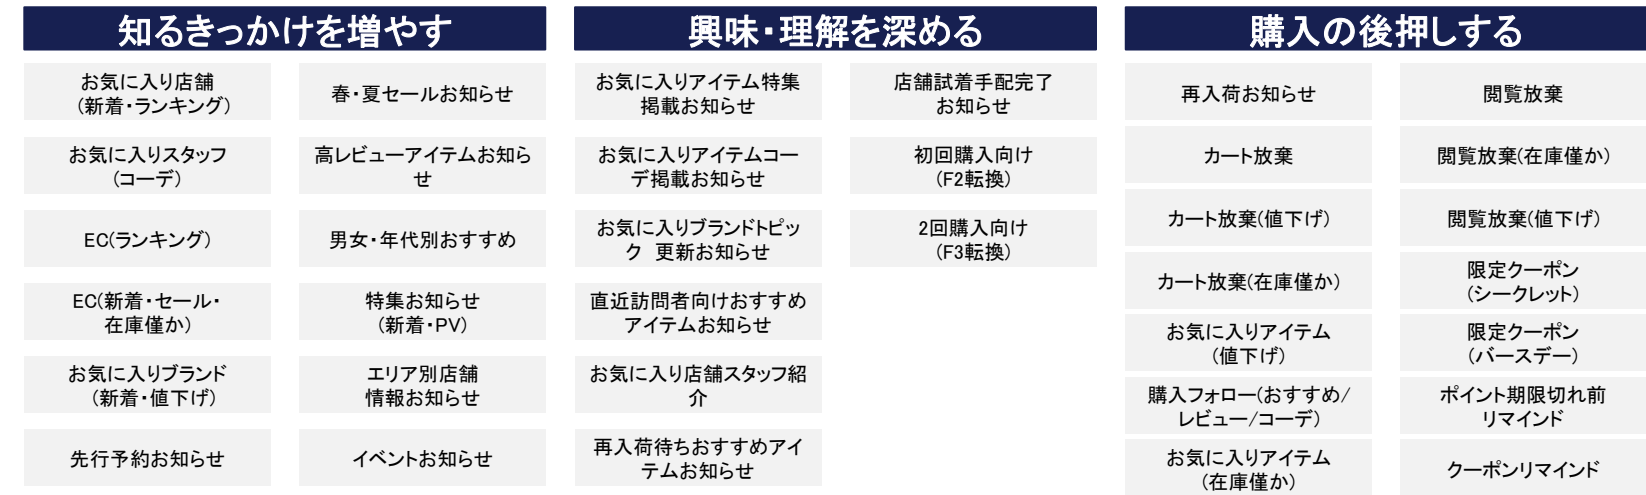 知るきっかけを増やす
お気に入り店舗
(新着・ランキング)
春・夏セールお知らせ
お気に入りスタッフ
(コーデ)
高レビューアイテムお知ら
せ
EC(ランキング)
男女・年代別おすすめ
EC(新着・セール・
在庫僅か)
特集お知らせ
(新着・PV)
お気に入りブランド
(新着・値下げ)
エリア別店舗
情報お知らせ
先行予約お知らせ
イベントお知らせ
興味・理解を深める
お気に入りアイテム特集
掲載お知らせ
店舗試着手配完了
お知らせ
お気に入りアイテムコー
デ掲載お知らせ
初回購入向け
(F2転換)
お気に入りブランドトピッ
ク 更新お知らせ
2回購入向け
(F3転換)
直近訪問者向けおすすめ
アイテムお知らせ
お気に入り店舗スタッフ紹
介
再入荷待ちおすすめアイ
テムお知らせ
購入の後押しする
再入荷お知らせ
閲覧放棄
カート放棄
閲覧放棄(在庫僅か)
カート放棄(値下げ)
閲覧放棄(値下げ)
カート放棄(在庫僅か)
限定クーポン
(シークレット)
お気に入りアイテム
(値下げ)
限定クーポン
(バースデー)
購入フォロー(おすすめ/
レビュー/コーデ)
ポイント期限切れ前
リマインド
お気に入りアイテム
(在庫僅か)
クーポンリマインド